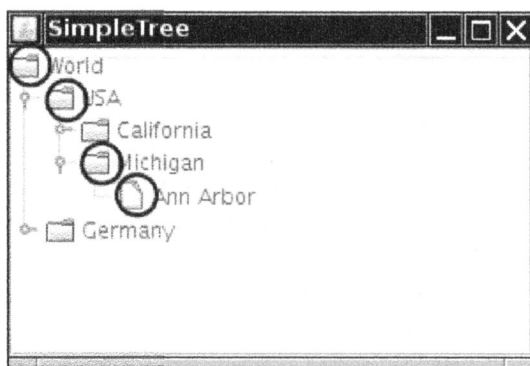 SimpleTree
World
USA
California
Michigan
Ann Arbor
Germany